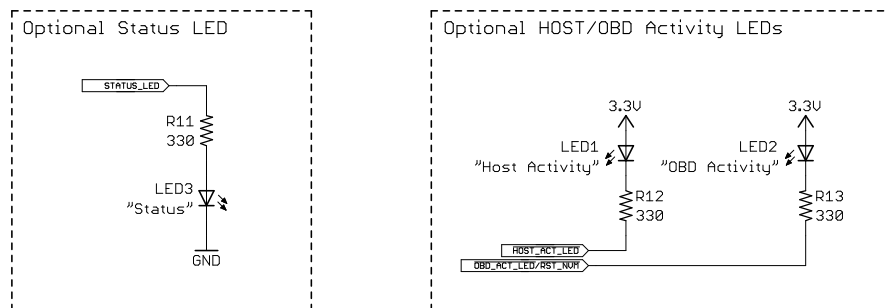 Optional Status LED
STATUS_LED
R11
330
LED3
"Status"
GND
Optional HOST/OBD Activity LEDs
3.3V
3.3V
LED1
"Host Activity"
LED2
"OBD Activity"
R12
330
R13
330
HOST_ACT_LED
OBD_ACT_LED/RST_NVM